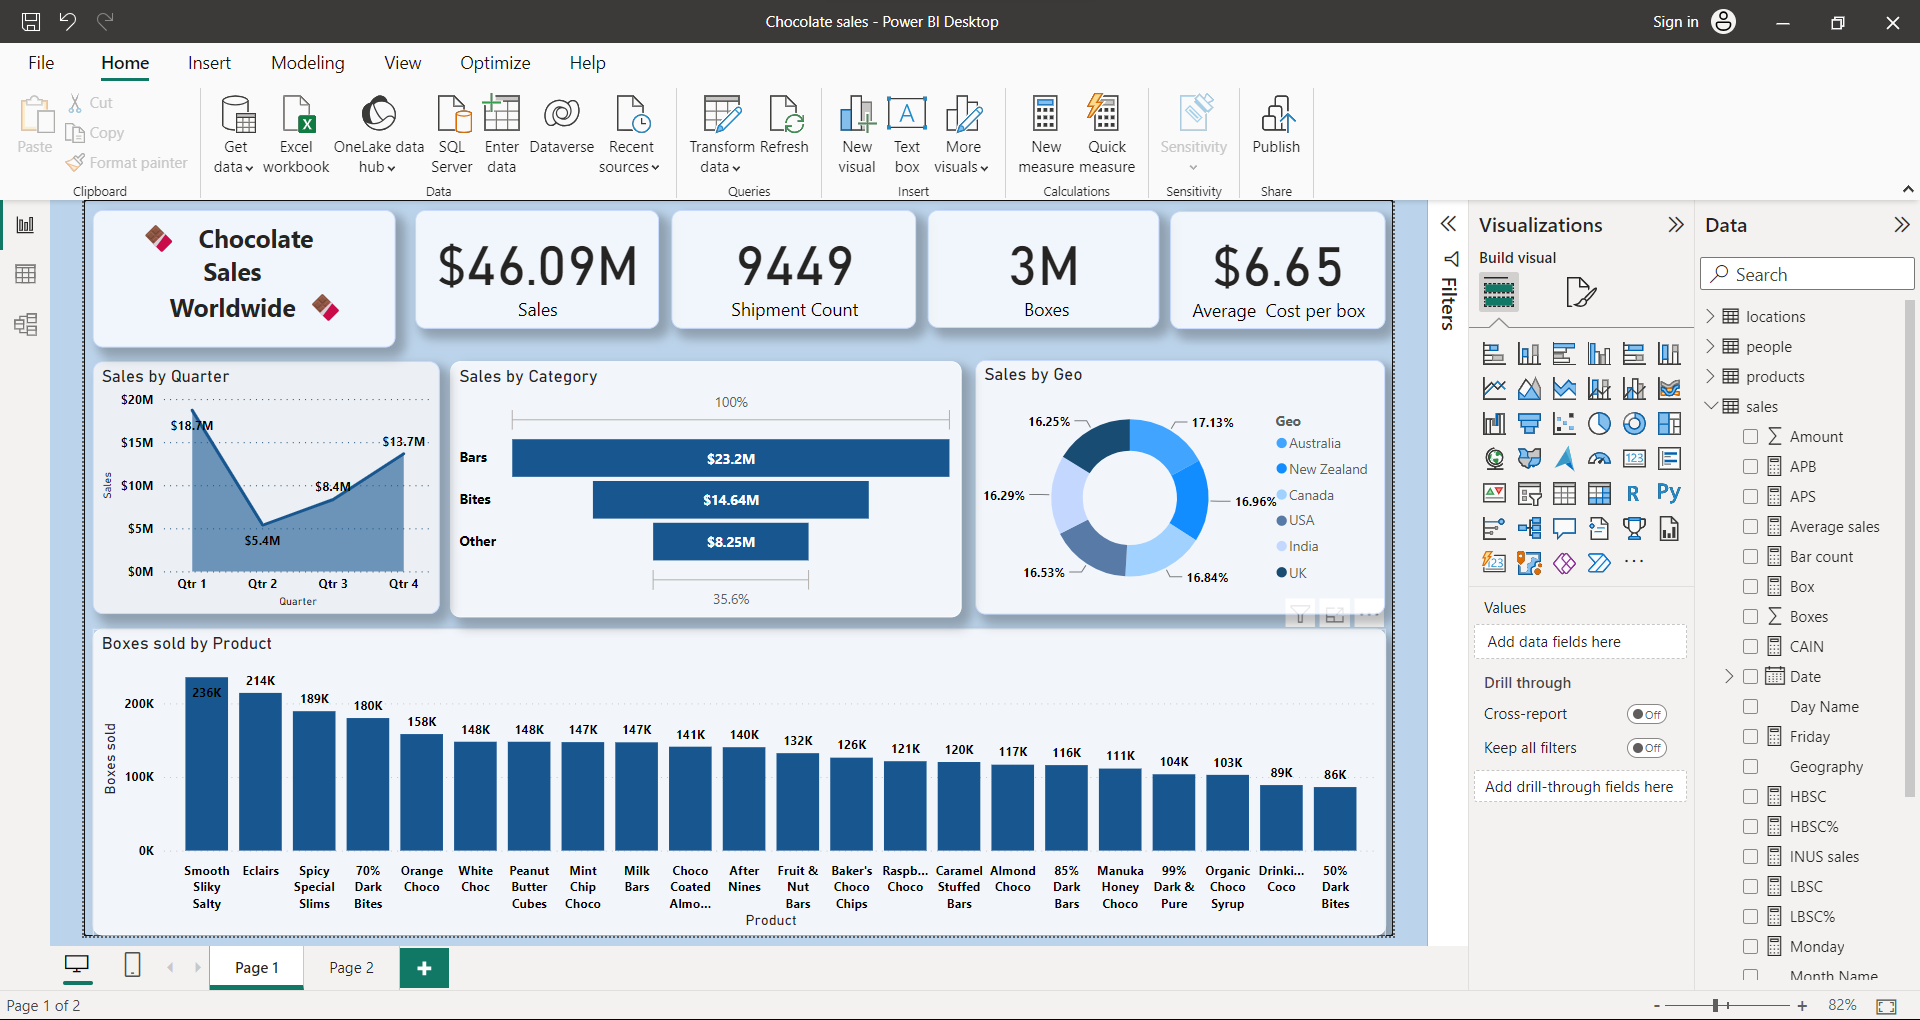 Chocolate sales - Power BI Desktop
Sign in
File
Home
Insert
Modeling
View
Optimize
Help
Paste
Cut
Copy
Format painter
Clipboard
Get
data
Excel
workbook
OneLake data
hub
SQL
Server
Enter
data
Dataverse
Recent
sources
Data
Transform
data
Refresh
Queries
New
visual
Text
box
More
visuals
Insert
New
measure
Quick
measure
Calculations
Sensitivity
Sensitivity
Publish
Share
Chocolate
Sales
Worldwide
$46.09M
Sales
9449
Shipment Count
3M
Boxes
$6.65
Average Cost per box
Sales by Quarter
$20M
$15M
$10M
$5M
$0M
Sales
$18.7M
$5.4M
$8.4M
$13.7M
Qtr 1
Qtr 2
Qtr 3
Qtr 4
Quarter
Sales by Category
100%
Bars
$23.2M
Bites
$14.64M
Other
$8.25M
35.6%
Sales by Geo
16.25%
17.13%
16.29%
16.96%
16.53%
16.84%
Geo
Australia
New Zealand
Canada
USA
India
UK
Boxes sold by Product
Boxes sold
200K
100K
0K
236K
214K
189K
180K
158K
148K
148K
147K
147K
141K
140K
132K
126K
121K
120K
117K
116K
111K
104K
103K
89K
86K
Smooth
Sliky
Salty
Eclairs
Spicy
Special
Slims
70%
Dark
Bites
Orange
Choco
White
Choc
Peanut
Butter
Cubes
Mint
Chip
Choco
Milk
Bars
Choco
Coated
Almo...
After
Nines
Fruit &
Nut
Bars
Baker's
Choco
Chips
Raspb...
Choco
Caramel
Stuffed
Bars
Almond
Choco
85%
Dark
Bars
Manuka
Honey
Choco
99%
Dark &
Pure
Organic
Choco
Syrup
Drinki...
Coco
50%
Dark
Bites
Product
Filters
Visualizations
Build visual
123
R
Py
123
Values
Add data fields here
Drill through
Cross-report
Off
Keep all filters
Off
Add drill-through fields here
Data
Search
locations
people
products
sales
Amount
APB
APS
Average sales
Bar count
Box
Boxes
CAIN
Date
Day Name
Friday
Geography
HBSC
HBSC%
INUS sales
LBSC
LBSC%
Monday
Month Name
Page 1
Page 2
Page 1 of 2
82%